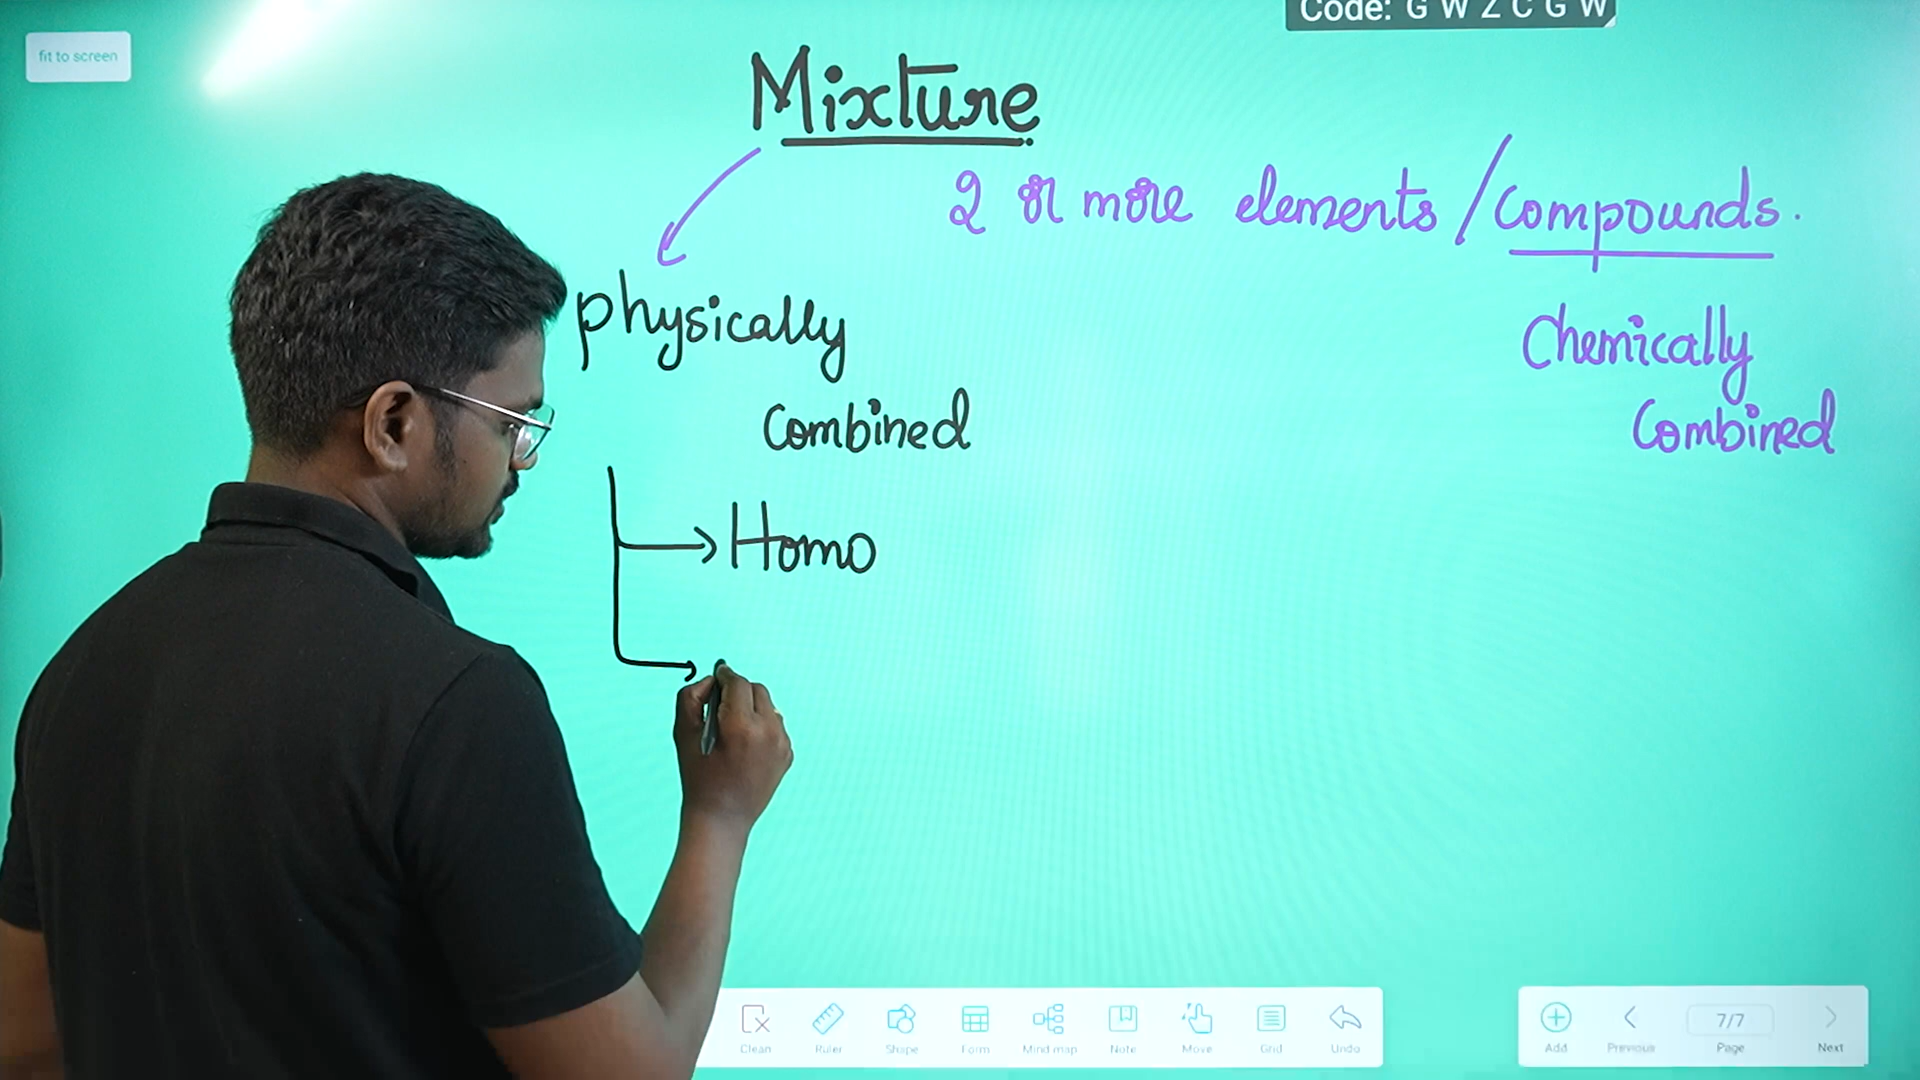 Code: G W Z C G W
fit to screen
Mixture
2 or more elements / Compounds.
physically
Combined
Chemically
Combined
Homo
Clean Ruler Shape Form Mind map Note Move Grid Undo
Add Previous 7/7 Page Next